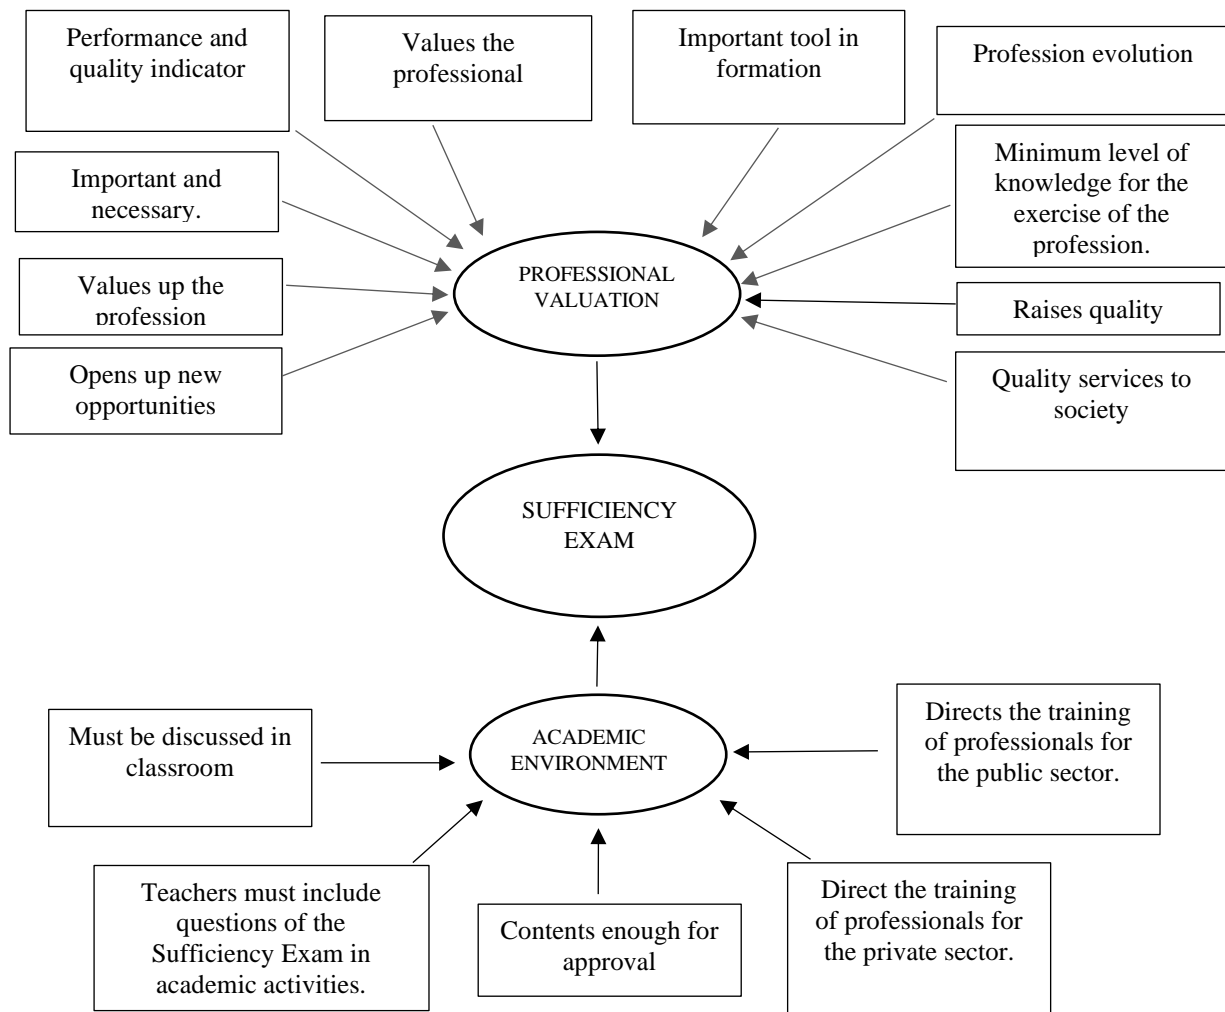 Performance and
quality indicator
Values the
professional
Important tool in
formation
Profession evolution
Important and
necessary.
Minimum level of
knowledge for the
exercise of the
profession.
Values up the
profession
Raises quality
Opens up new
opportunities
Quality services to
society
PROFESSIONAL
VALUATION
SUFFICIENCY
EXAM
ACADEMIC
ENVIRONMENT
Must be discussed in
classroom
Directs the training
of professionals for
the public sector.
Teachers must include
questions of the
Sufficiency Exam in
academic activities.
Contents enough for
approval
Direct the training
of professionals for
the private sector.